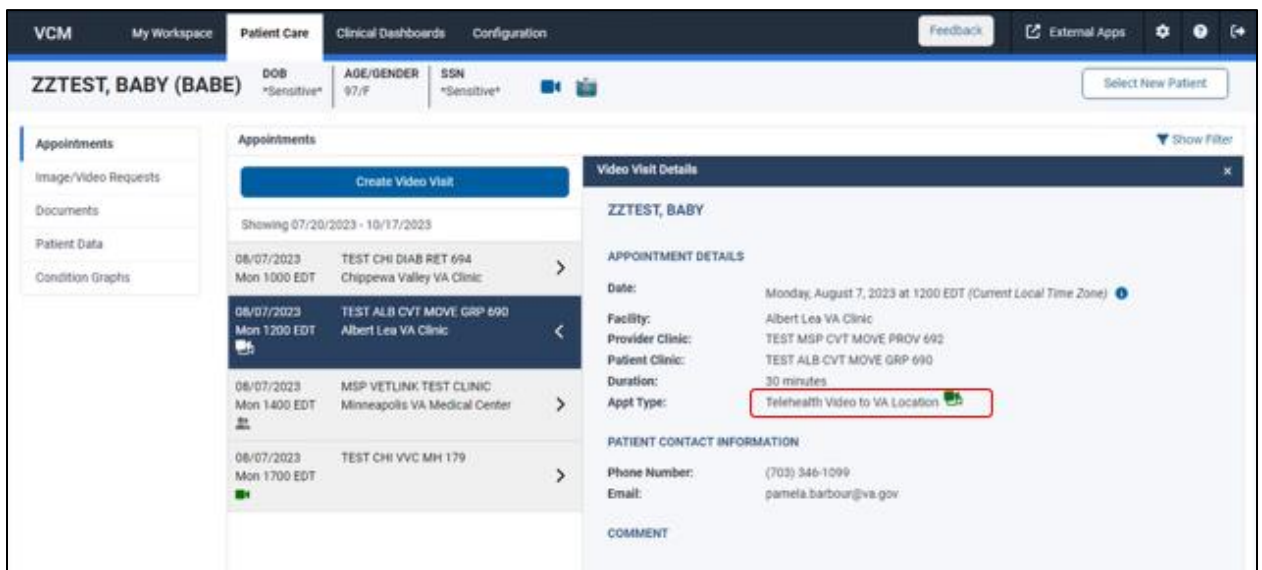 VCM My Workspace Patient Care Clinical Dashboards Configuration Feedback External Apps
ZZTEST, BABY (BABE) DOB *Sensitive* AGE/GENDER 97/F SSN *Sensitive* Select New Patient
Appointments
Image/Video Requests
Documents
Patient Data
Condition Graphs
Appointments Show Filter
Create Video Visit
Showing 07/20/2023 - 10/17/2023
08/07/2023 TEST CHI DIAB RET 694
Mon 1000 EDT Chippewa Valley VA Clinic
08/07/2023 TEST ALB CVT MOVE GRP 690
Mon 1200 EDT Albert Lea VA Clinic
08/07/2023 MSP VETLINK TEST CLINIC
Mon 1400 EDT Minneapolis VA Medical Center
08/07/2023 TEST CHI VVC MH 179
Mon 1700 EDT
Video Visit Details
ZZTEST, BABY
APPOINTMENT DETAILS
Date: Monday, August 7, 2023 at 1200 EDT (Current Local Time Zone)
Facility: Albert Lea VA Clinic
Provider Clinic: TEST MSP CVT MOVE PROV 692
Patient Clinic: TEST ALB CVT MOVE GRP 690
Duration: 30 minutes
Appt Type: Telehealth Video to VA Location
PATIENT CONTACT INFORMATION
Phone Number: (703) 346-1099
Email: pamela.barbour@va.gov
COMMENT